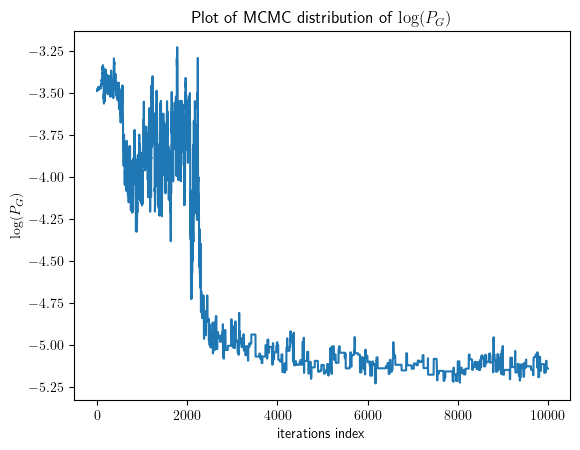 Plot of MCMC distribution of log(P_G)
log(P_G)
−3.25
−3.50
−3.75
−4.00
−4.25
−4.50
−4.75
−5.00
−5.25
0 2000 4000 6000 8000 10000
iterations index